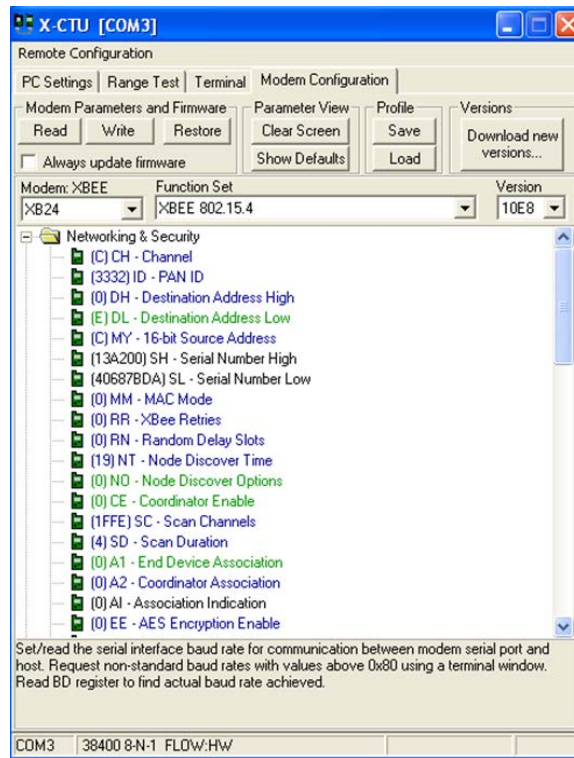 X-CTU [COM3]
Remote Configuration
PC Settings Range Test Terminal Modem Configuration
Modem Parameters and Firmware Parameter View Profile Versions
Read Write Restore Clear Screen Save Download new versions...
Always update firmware Show Defaults Load
Modem: XBEE Function Set Version
XB24 XBEE 802.15.4 10E8
Networking & Security
(C) CH - Channel
(3332) ID - PAN ID
(0) DH - Destination Address High
(E) DL - Destination Address Low
(C) MY - 16-bit Source Address
(13A200) SH - Serial Number High
(40687BDA) SL - Serial Number Low
(0) MM - MAC Mode
(0) RR - XBee Retries
(0) RN - Random Delay Slots
(19) NT - Node Discover Time
(0) NO - Node Discover Options
(0) CE - Coordinator Enable
(1FFE) SC - Scan Channels
(4) SD - Scan Duration
(0) A1 - End Device Association
(0) A2 - Coordinator Association
(0) AI - Association Indication
(0) EE - AES Encryption Enable
Set/read the serial interface baud rate for communication between modem serial port and
host. Request non-standard baud rates with values above 0x80 using a terminal window.
Read BD register to find actual baud rate achieved.
COM3 38400 8-N-1 FLOW:HW